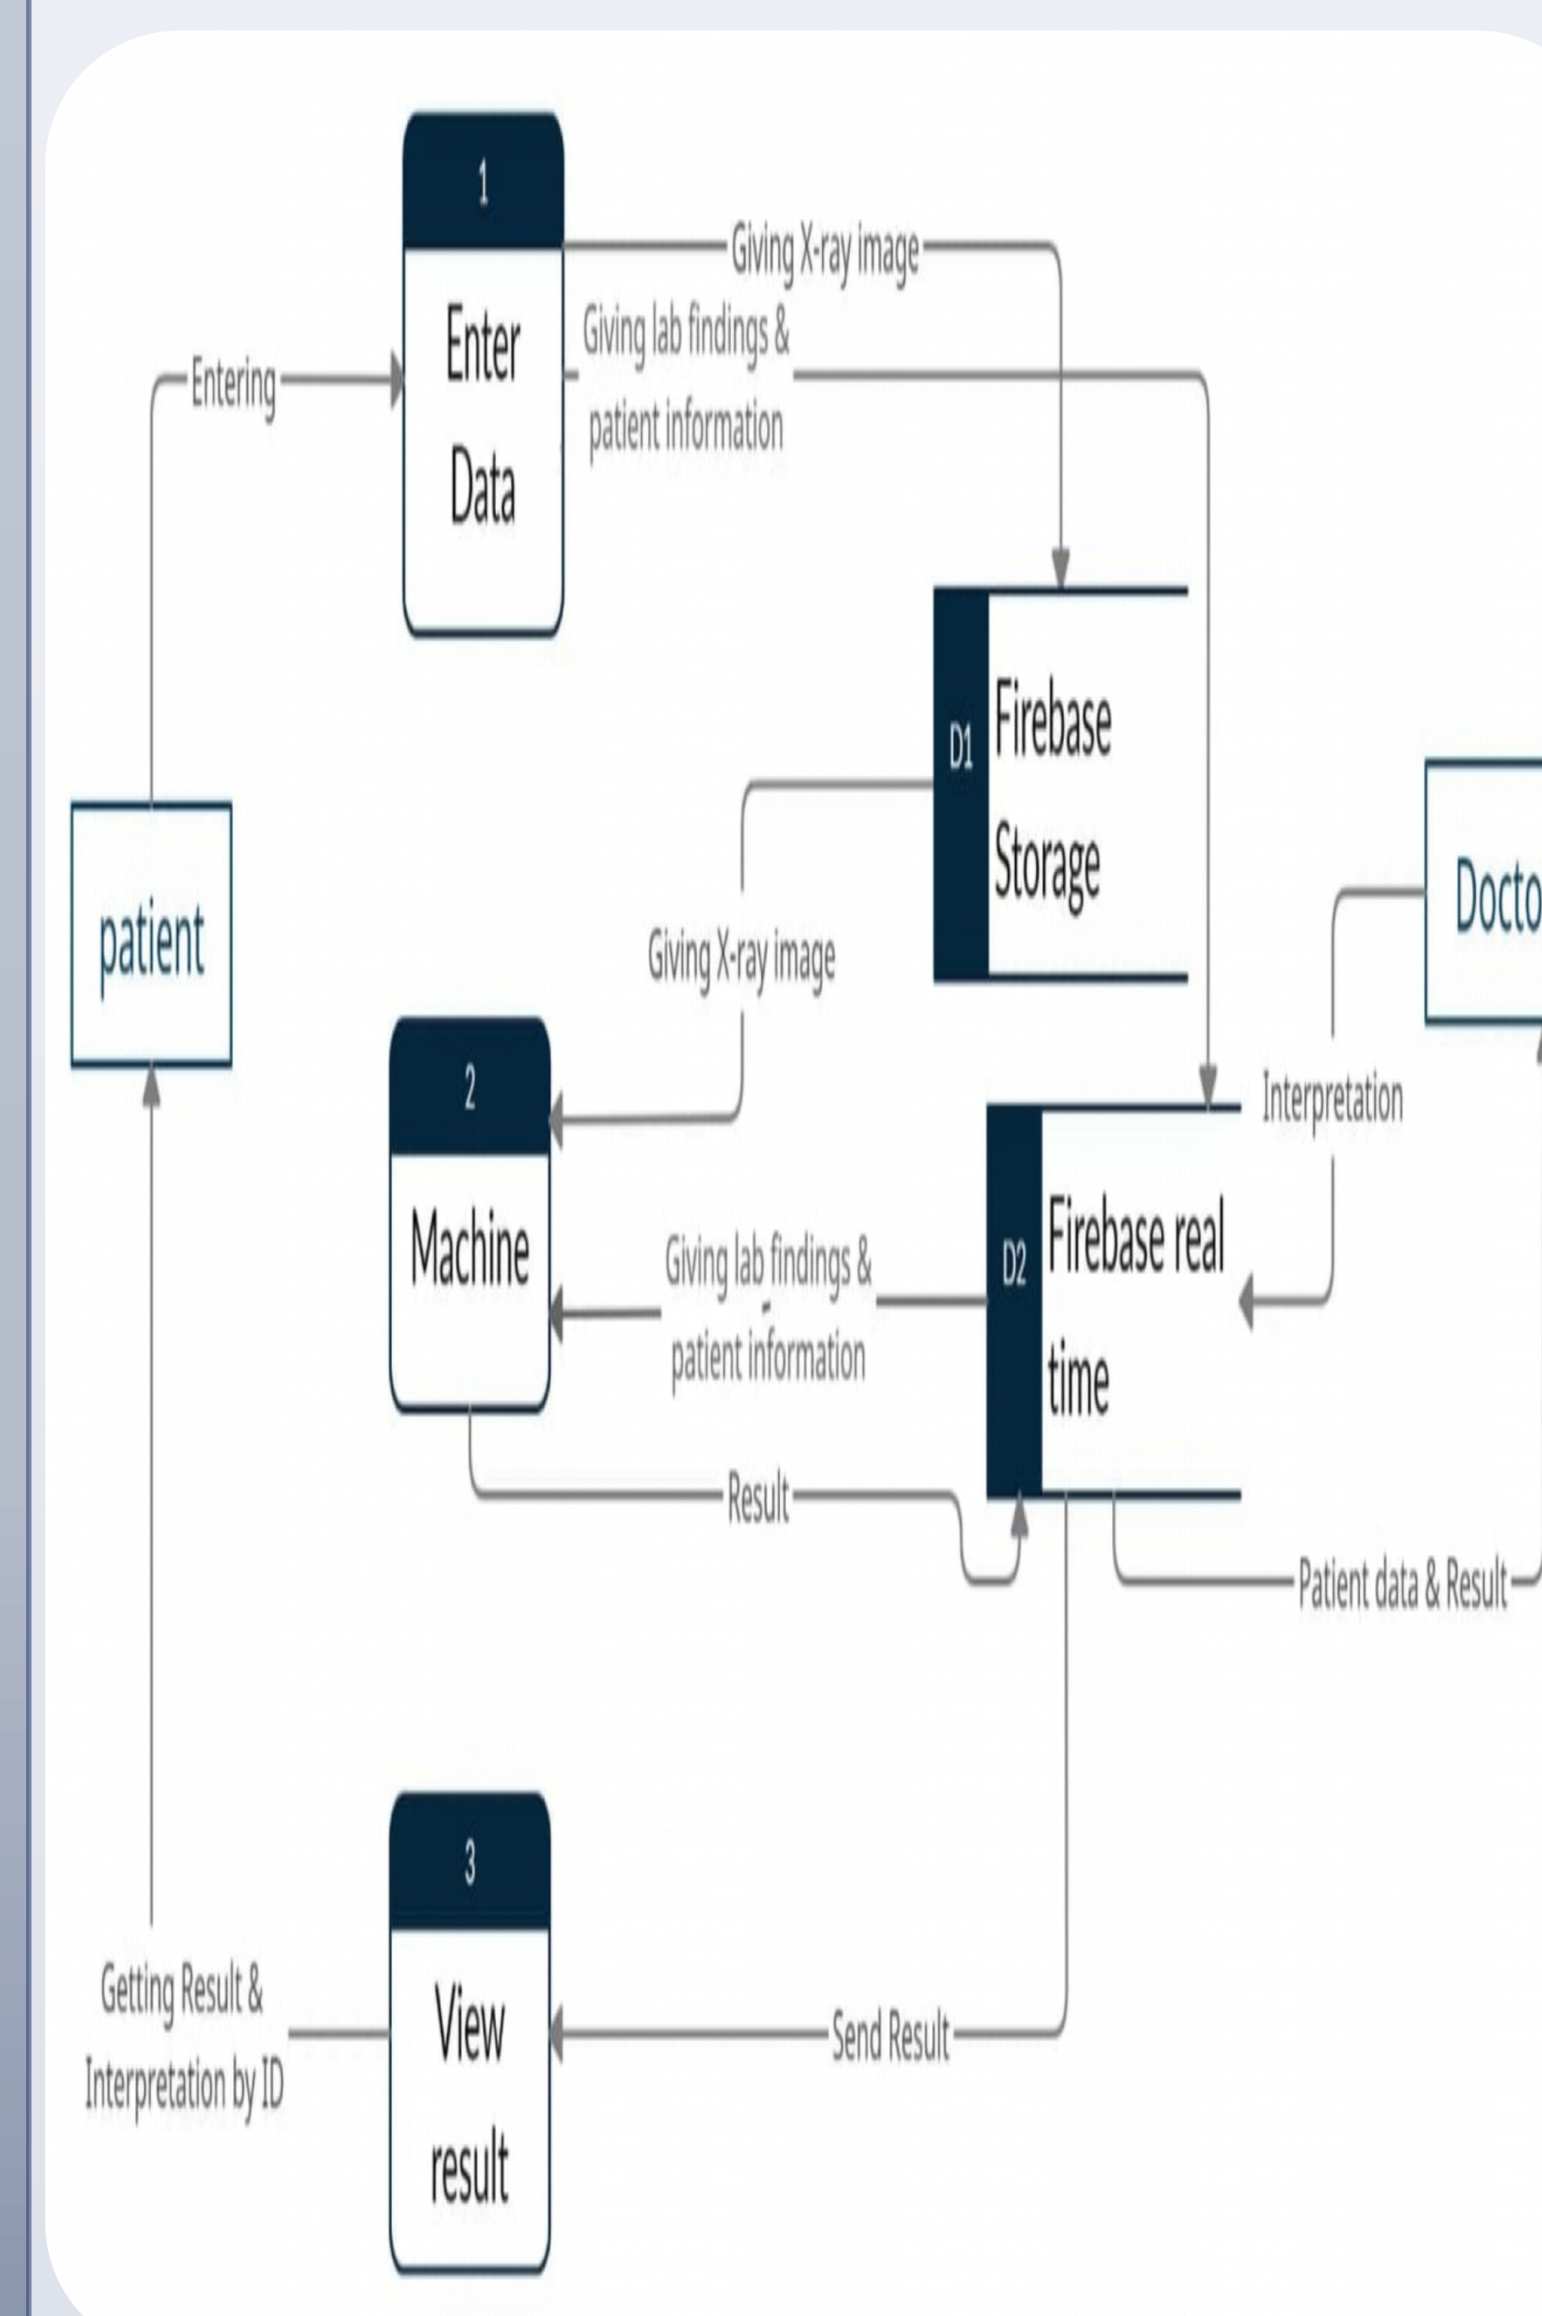 1
Enter
Data
Entering
Giving X-ray image
Giving lab findings &
patient information
D1
Firebase
Storage
patient
Docto
Giving X-ray image
2
Machine
Interpretation
D2
Firebase real
time
Giving lab findings &
patient information
Result
Patient data & Result
3
View
result
Getting Result &
Interpretation by ID
Send Result